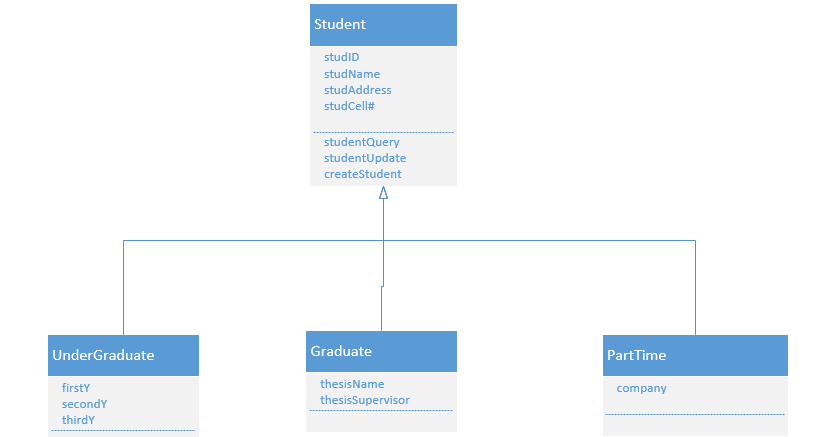 Student
studID
studName
studAddress
studCell#
studentQuery
studentUpdate
createStudent
UnderGraduate
firstY
secondY
thirdY
Graduate
thesisName
thesisSupervisor
PartTime
company